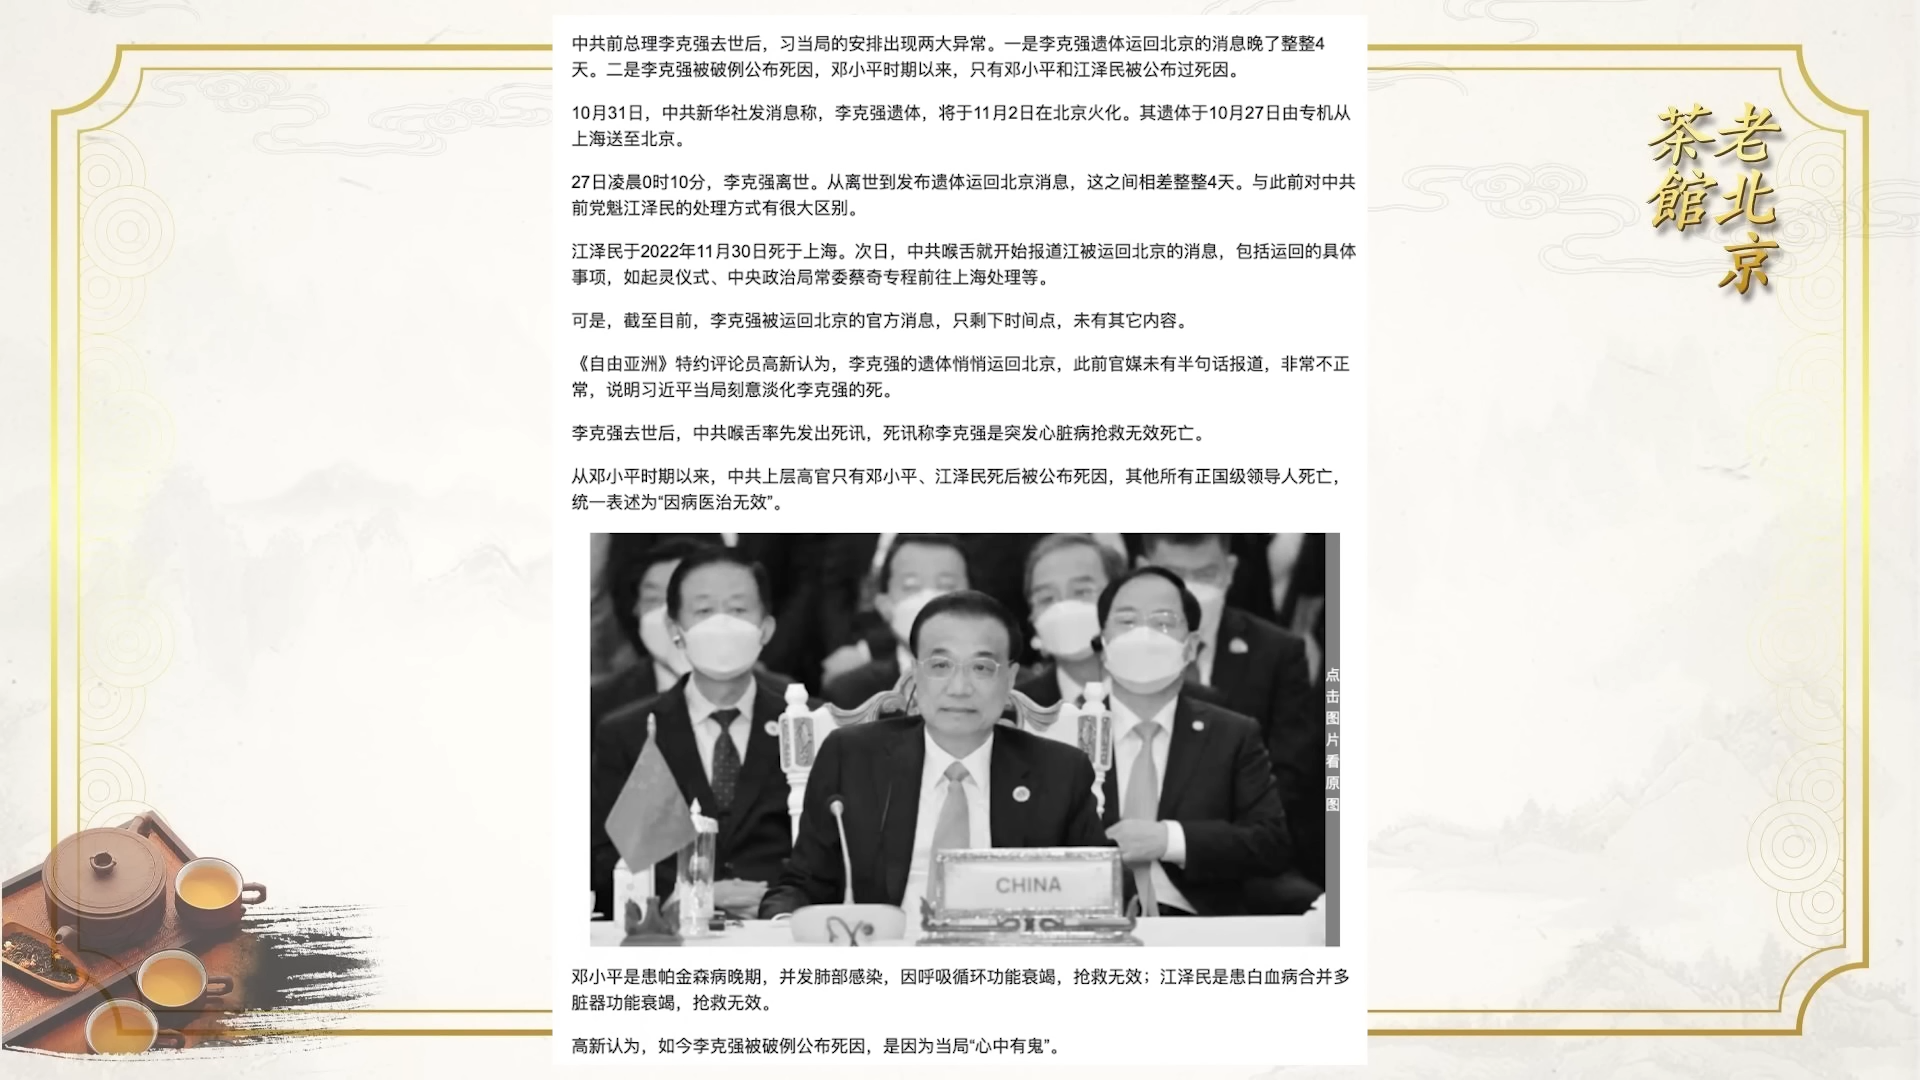 中共前总理李克强去世后，习当局的安排出现两大异常。一是李克强遗体运回北京的消息晚了整整4
天。二是李克强被破例公布死因，邓小平时期以来，只有邓小平和江泽民被公布过死因。
10月31日，中共新华社发消息称，李克强遗体，将于11月2日在北京火化。其遗体于10月27日由专机从
上海送至北京。
27日凌晨0时10分，李克强离世。从离世到发布遗体运回北京消息，这之间相差整整4天。与此前对中共
前党魁江泽民的处理方式有很大区别。
江泽民于2022年11月30日死于上海。次日，中共喉舌就开始报道江被运回北京的消息，包括运回的具体
事项，如起灵仪式、中央政治局常委蔡奇专程前往上海处理等。
可是，截至目前，李克强被运回北京的官方消息，只剩下时间点，未有其它内容。
《自由亚洲》特约评论员高新认为，李克强的遗体悄悄运回北京，此前官媒未有半句话报道，非常不正
常，说明习近平当局刻意淡化李克强的死。
李克强去世后，中共喉舌率先发出死讯，死讯称李克强是突发心脏病抢救无效死亡。
从邓小平时期以来，中共上层高官只有邓小平、江泽民死后被公布死因，其他所有正国级领导人死亡，
统一表述为“因病医治无效”。
CHINA
点击图片看原图
邓小平是患帕金森病晚期，并发肺部感染，因呼吸循环功能衰竭，抢救无效；江泽民是患白血病合并多
脏器功能衰竭，抢救无效。
高新认为，如今李克强被破例公布死因，是因为当局“心中有鬼”。
老北京
茶館